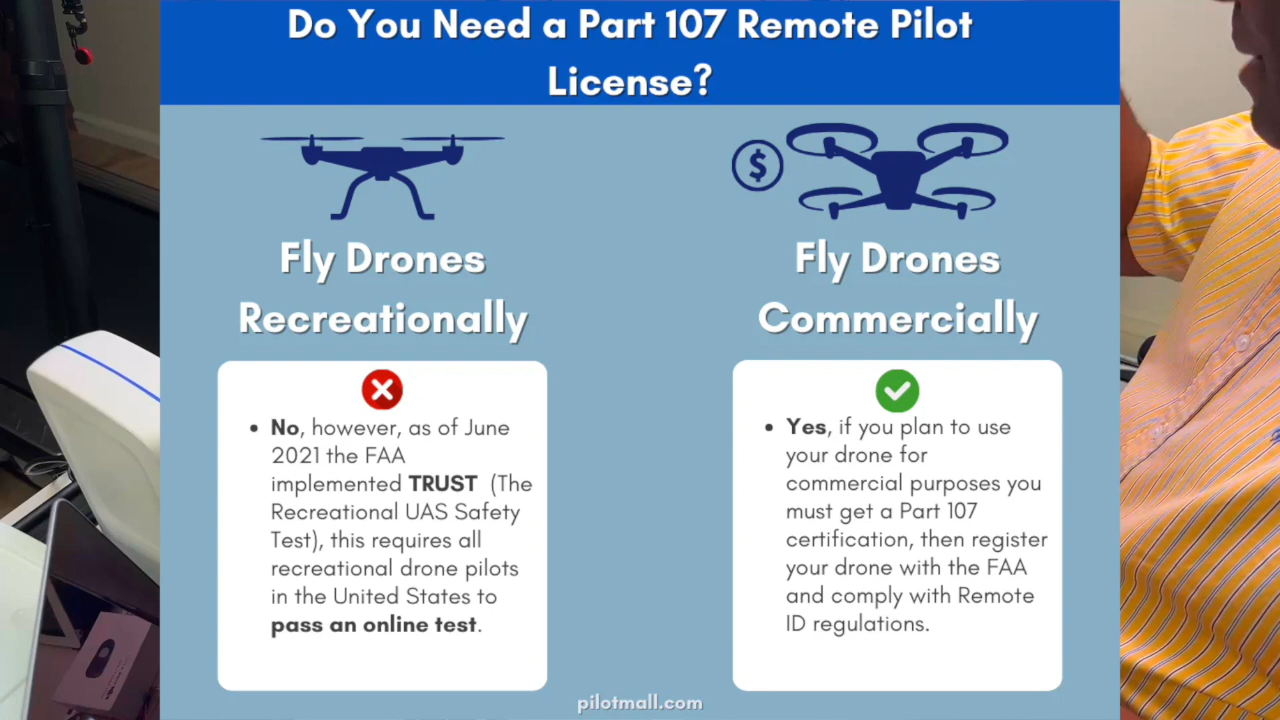 Do You Need a Part 107 Remote Pilot
License?
$
Fly Drones
Recreationally
No, however, as of June
2021 the FAA
implemented TRUST (The
Recreational UAS Safety
Test), this requires all
recreational drone pilots
in the United States to
pass an online test.
Fly Drones
Commercially
Yes, if you plan to use
your drone for
commercial purposes you
must get a Part 107
certification, then register
your drone with the FAA
and comply with Remote
ID regulations.
pilotmall.com